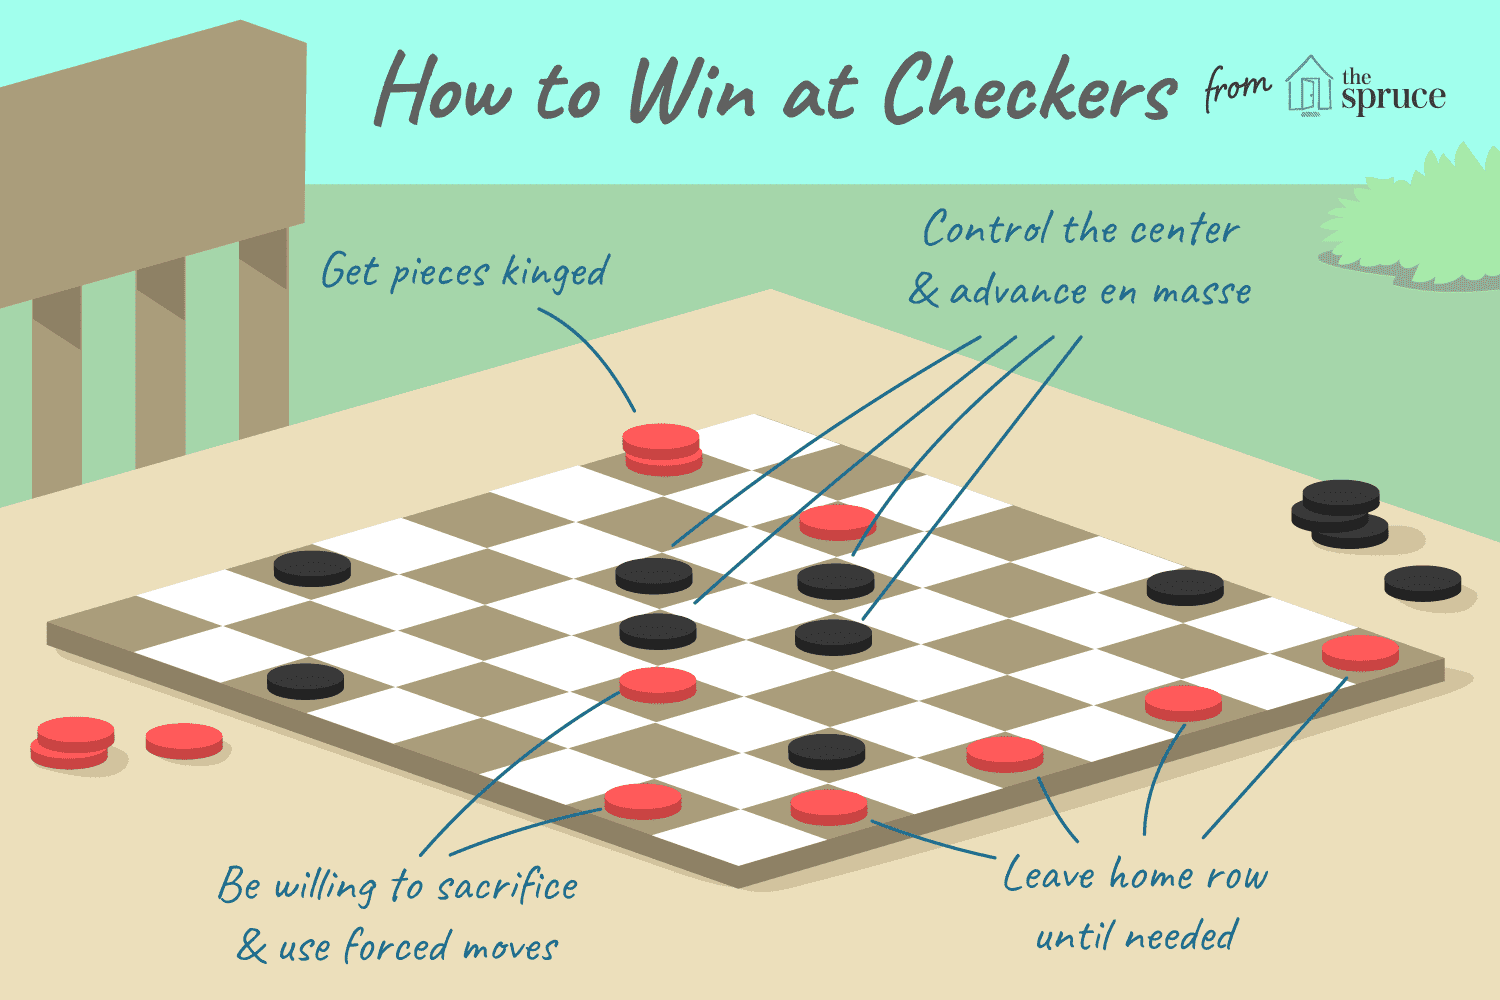 How to Win at Checkers from the spruce
Get pieces kinged
Control the center
& advance en masse
Be willing to sacrifice
& use forced moves
Leave home row
until needed